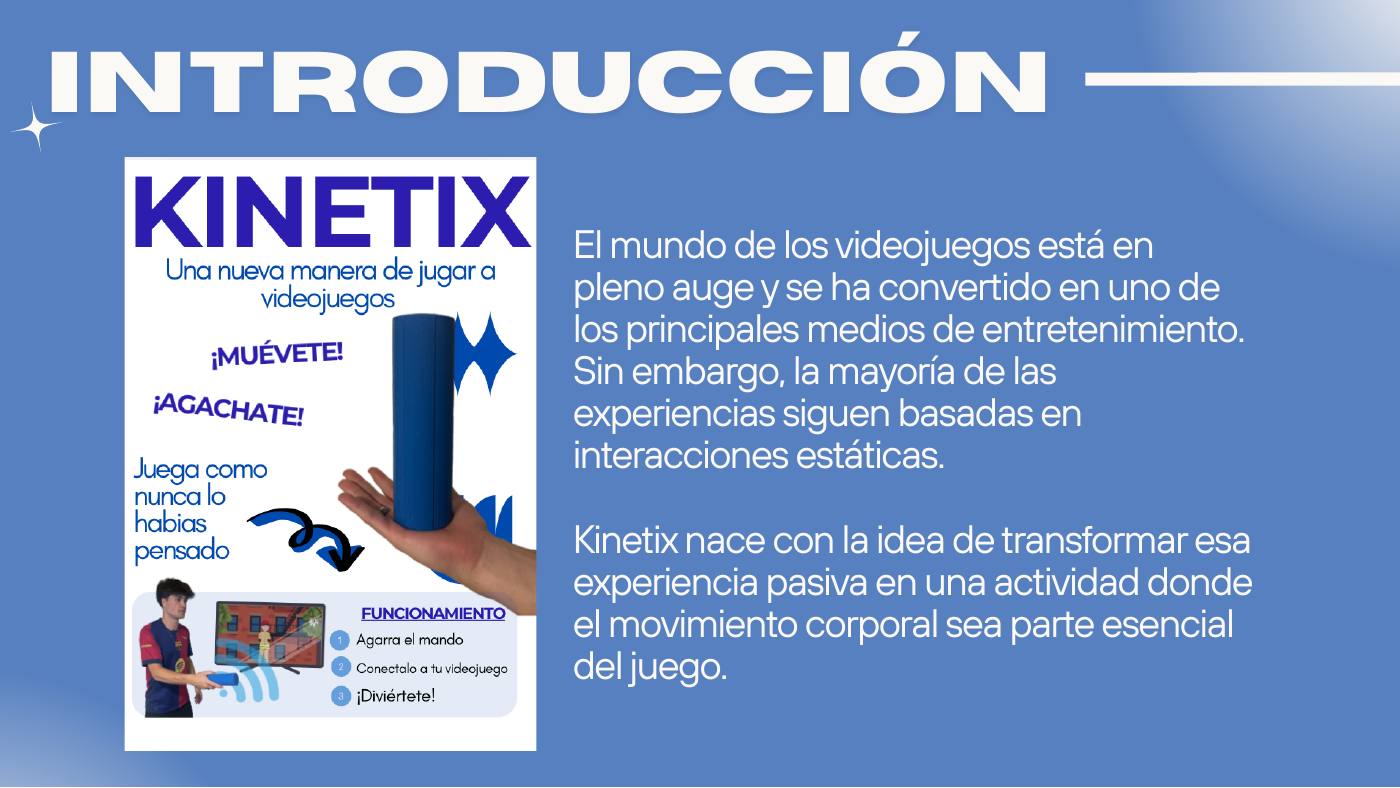 INTRODUCCIÓN
KINETIX
Una nueva manera de jugar a
videojuegos
¡MUÉVETE!
¡AGACHATE!
Juega como
nunca lo
habias
pensado
FUNCIONAMIENTO
1 Agarra el mando
2 Conectalo a tu videojuego
3 ¡Diviértete!
El mundo de los videojuegos está en
pleno auge y se ha convertido en uno de
los principales medios de entretenimiento.
Sin embargo, la mayoría de las
experiencias siguen basadas en
interacciones estáticas.
Kinetix nace con la idea de transformar esa
experiencia pasiva en una actividad donde
el movimiento corporal sea parte esencial
del juego.